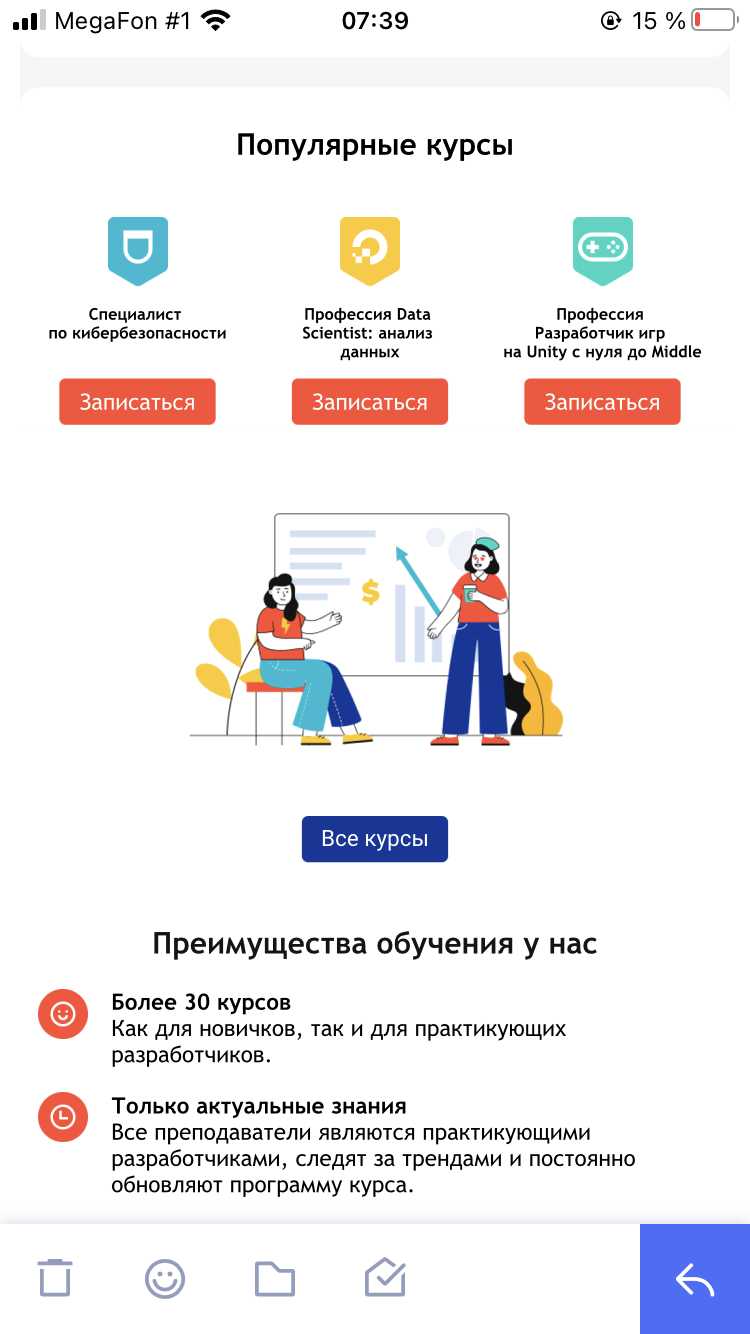 MegaFon #1 07:39 15 %
Популярные курсы
Специалист
по кибербезопасности
Профессия Data
Scientist: анализ
данных
Профессия
Разработчик игр
на Unity с нуля до Middle
Записаться Записаться Записаться
$
Все курсы
Преимущества обучения у нас
Более 30 курсов
Как для новичков, так и для практикующих
разработчиков.
Только актуальные знания
Все преподаватели являются практикующими
разработчиками, следят за трендами и постоянно
обновляют программу курса.